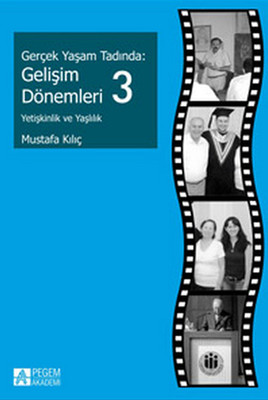 Gerçek Yaşam Tadında:
Gelişim
Dönemleri 3
Yetişkinlik ve Yaşlılık
Mustafa Kılıç
PEGEM
AKADEMİ